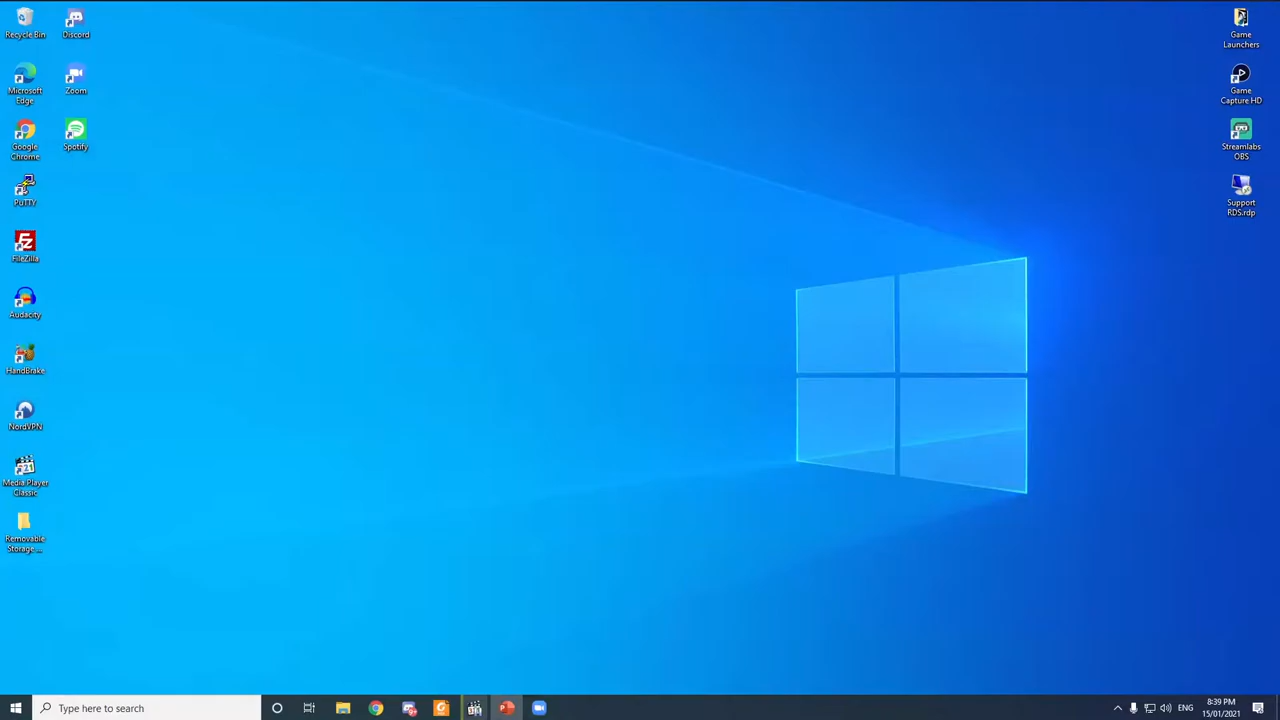 Recycle Bin
Discord
Microsoft
Edge
Zoom
Google
Chrome
Spotify
PuTTY
FileZilla
Audacity
HandBrake
NordVPN
Media Player
Classic
Removable
Storage ...
Game
Launchers
Game
Capture HD
Streamlabs
OBS
Support
RDS.rdp
Type here to search
ENG
8:39 PM
15/01/2021